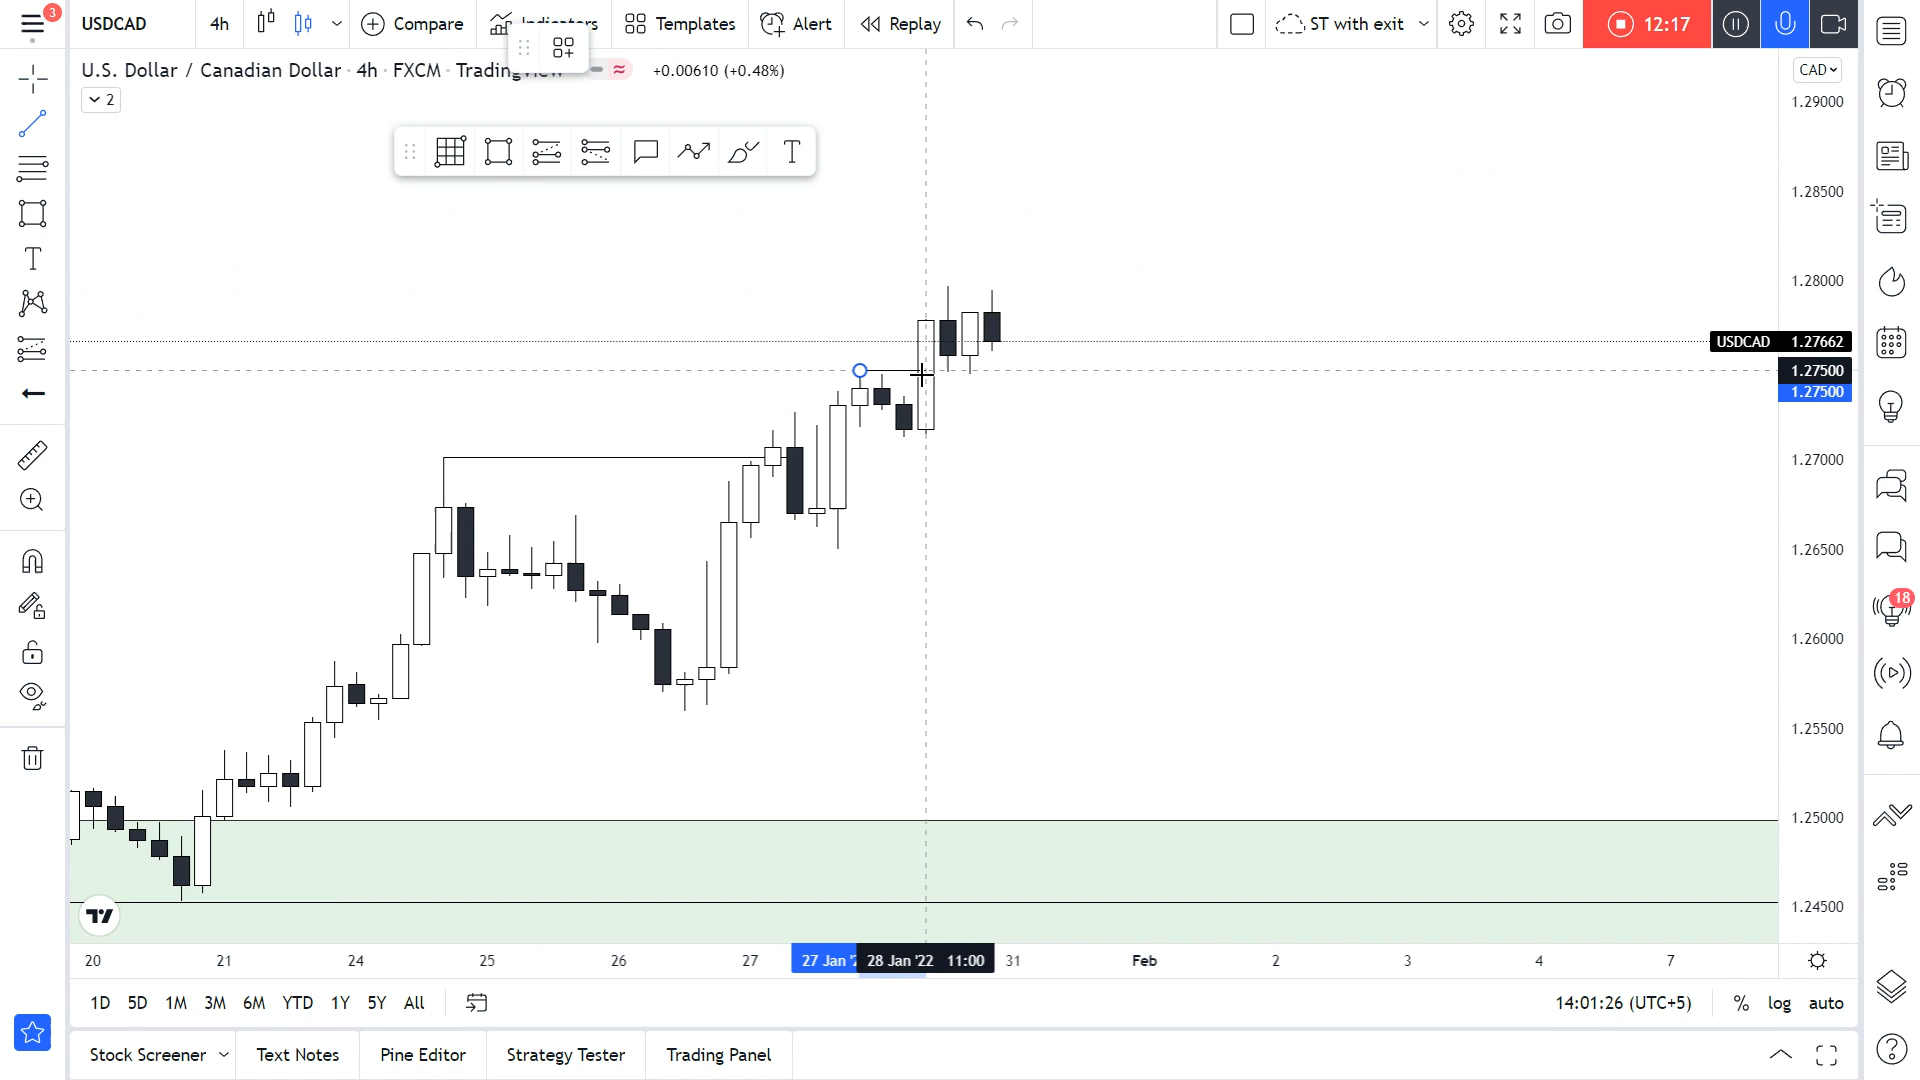 3
USDCAD
4h
Compare
Indicators
Templates
Alert
Replay
ST with exit
12:17
U.S. Dollar / Canadian Dollar · 4h · FXCM · TradingView
+0.00610 (+0.48%)
CAD
2
1.29000
1.28500
1.28000
USDCAD 1.27662
1.27500
1.27500
1.27000
1.26500
1.26000
1.25500
1.25000
1.24500
18
20
21
24
25
26
27
27 Jan '2
28 Jan '22 11:00
31
Feb
2
3
4
7
1D
5D
1M
3M
6M
YTD
1Y
5Y
All
14:01:26 (UTC+5)
%
log
auto
Stock Screener
Text Notes
Pine Editor
Strategy Tester
Trading Panel